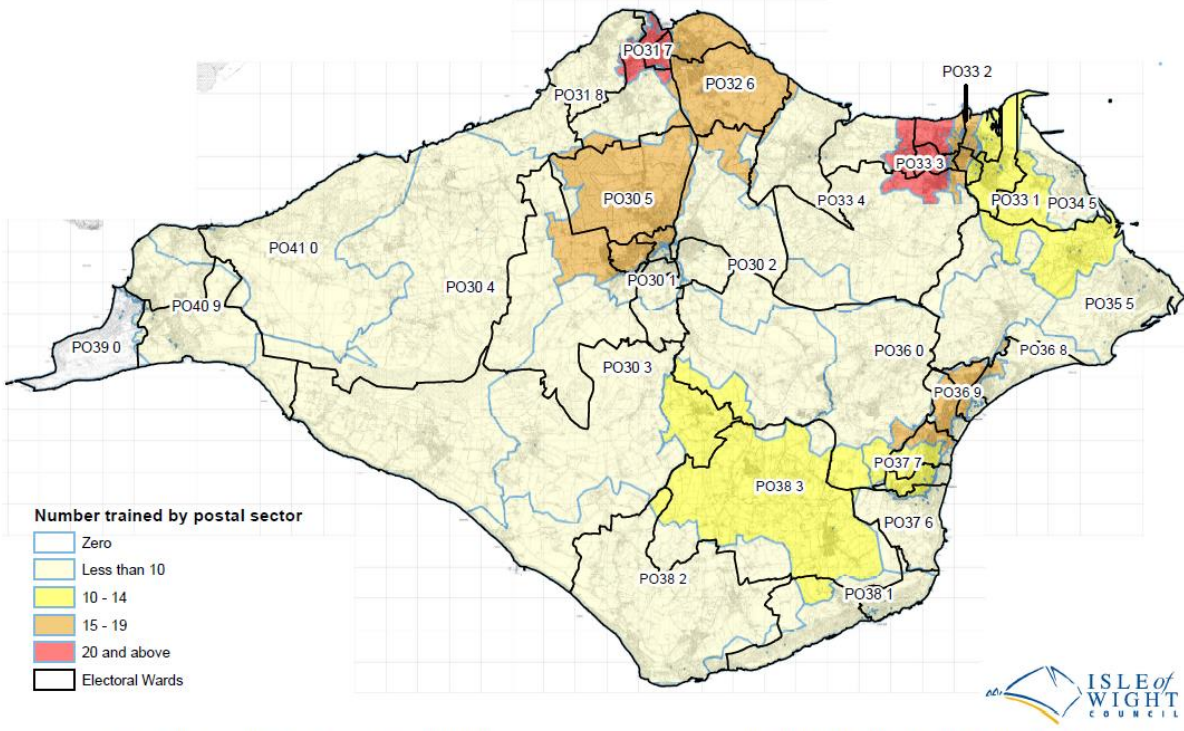 PO31 7
PO33 2
PO32 6
PO31 8
PO33 3
PO30 5
PO33 4
PO33 1
PO34 5
PO41 0
PO30 2
PO30 1
PO30 4
PO40 9
PO35 5
PO39 0
PO36 0
PO36 8
PO30 3
PO36 9
PO37 7
PO38 3
PO37 6
PO38 2
PO38 1
Number trained by postal sector
Zero
Less than 10
10 - 14
15 - 19
20 and above
Electoral Wards
ISLE of
WIGHT
COUNCIL